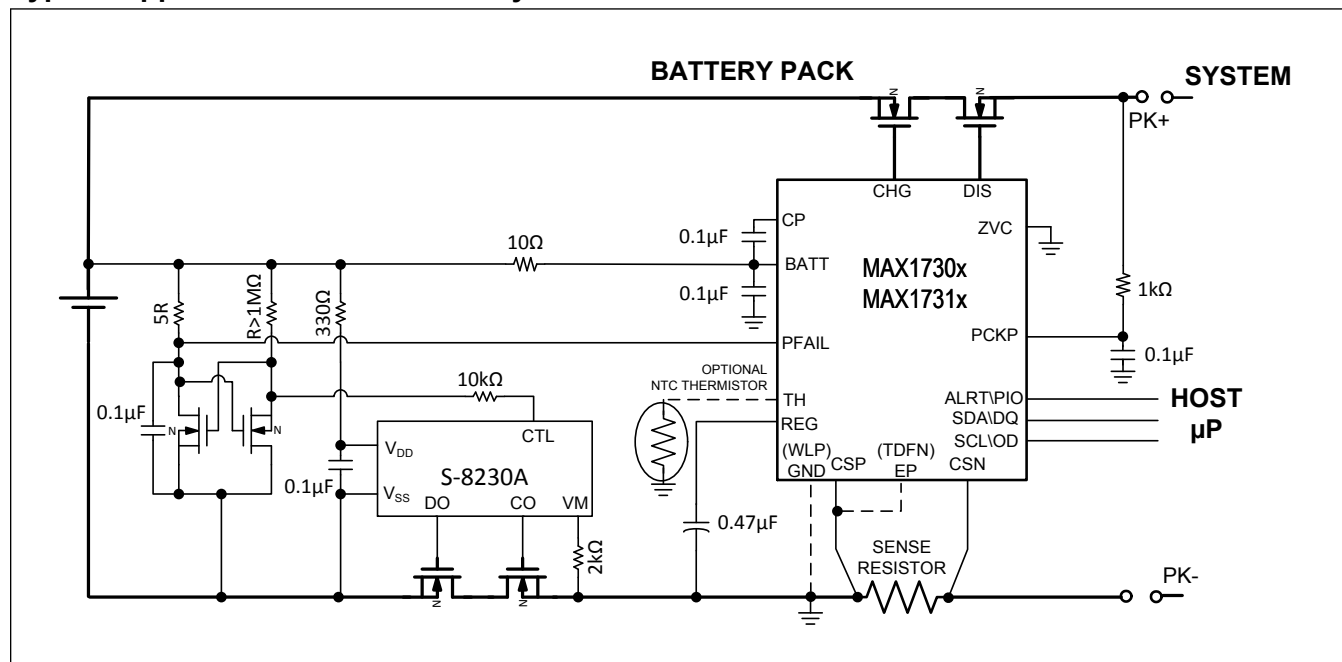 BATTERY PACK
SYSTEM
PK+
N
N
CHG
DIS
CP
ZVC
0.1µF
10Ω
BATT
MAX1730x
MAX1731x
0.1µF
1kΩ
5R
R>1MΩ
330Ω
PFAIL
PCKP
0.1µF
OPTIONAL
NTC THERMISTOR
TH
10kΩ
ALRT\PIO
HOST
µP
REG
SDA\DQ
0.1µF
N
N
CTL
SCL\OD
(WLP)
GND
CSP
(TDFN)
EP
CSN
VDD
S-8230A
0.1µF
VSS
DO
CO
VM
0.47µF
2kΩ
SENSE
RESISTOR
PK-
N
N